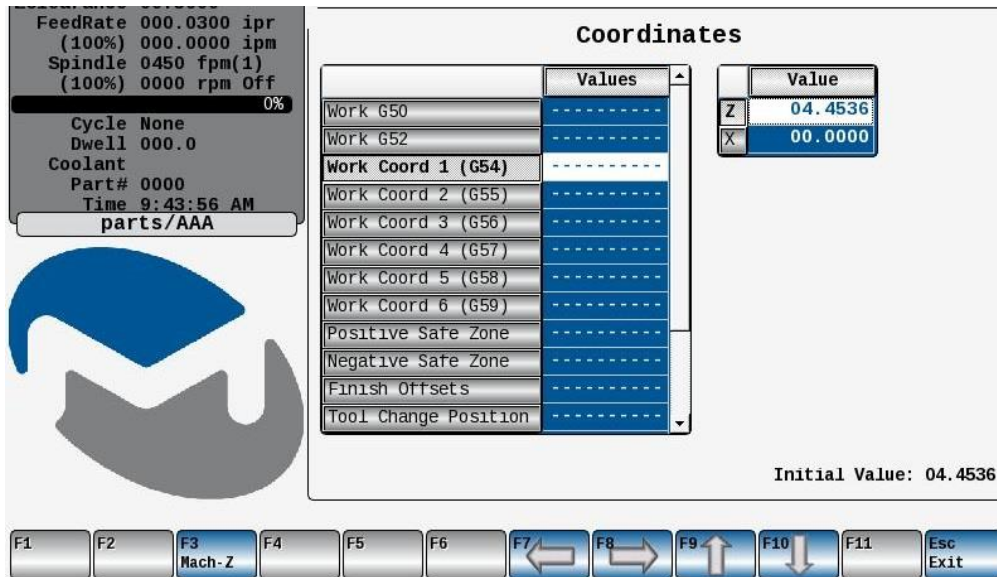 FeedRate 000.0300 ipr
(100%) 000.0000 ipm
Spindle 0450 fpm(1)
(100%) 0000 rpm Off
0%
Cycle None
Dwell 000.0
Coolant
Part# 0000
Time 9:43:56 AM
parts/AAA
Coordinates
Values
Work G50 ----------
Work G52 ----------
Work Coord 1 (G54) ----------
Work Coord 2 (G55) ----------
Work Coord 3 (G56) ----------
Work Coord 4 (G57) ----------
Work Coord 5 (G58) ----------
Work Coord 6 (G59) ----------
Positive Safe Zone ----------
Negative Safe Zone ----------
Finish Offsets ----------
Tool Change Position ----------
Value
Z 04.4536
X 00.0000
Initial Value: 04.4536
F1 F2 F3 F4 F5 F6 F7 F8 F9 F10 F11 Esc
Mach-Z Exit